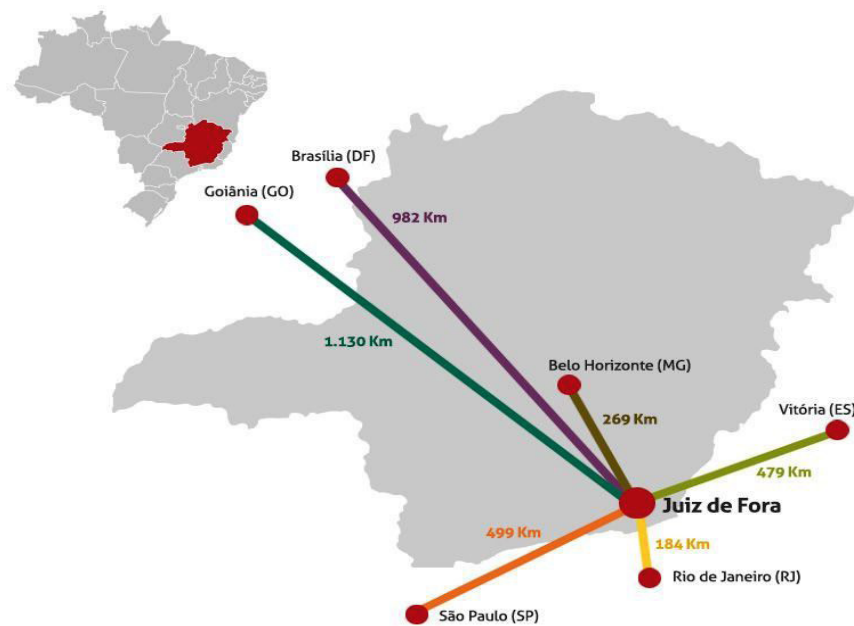 Brasília (DF)
Goiânia (GO)
982 Km
1.130 Km
Belo Horizonte (MG)
Vitória (ES)
269 Km
479 Km
Juiz de Fora
499 Km
184 Km
Rio de Janeiro (RJ)
São Paulo (SP)